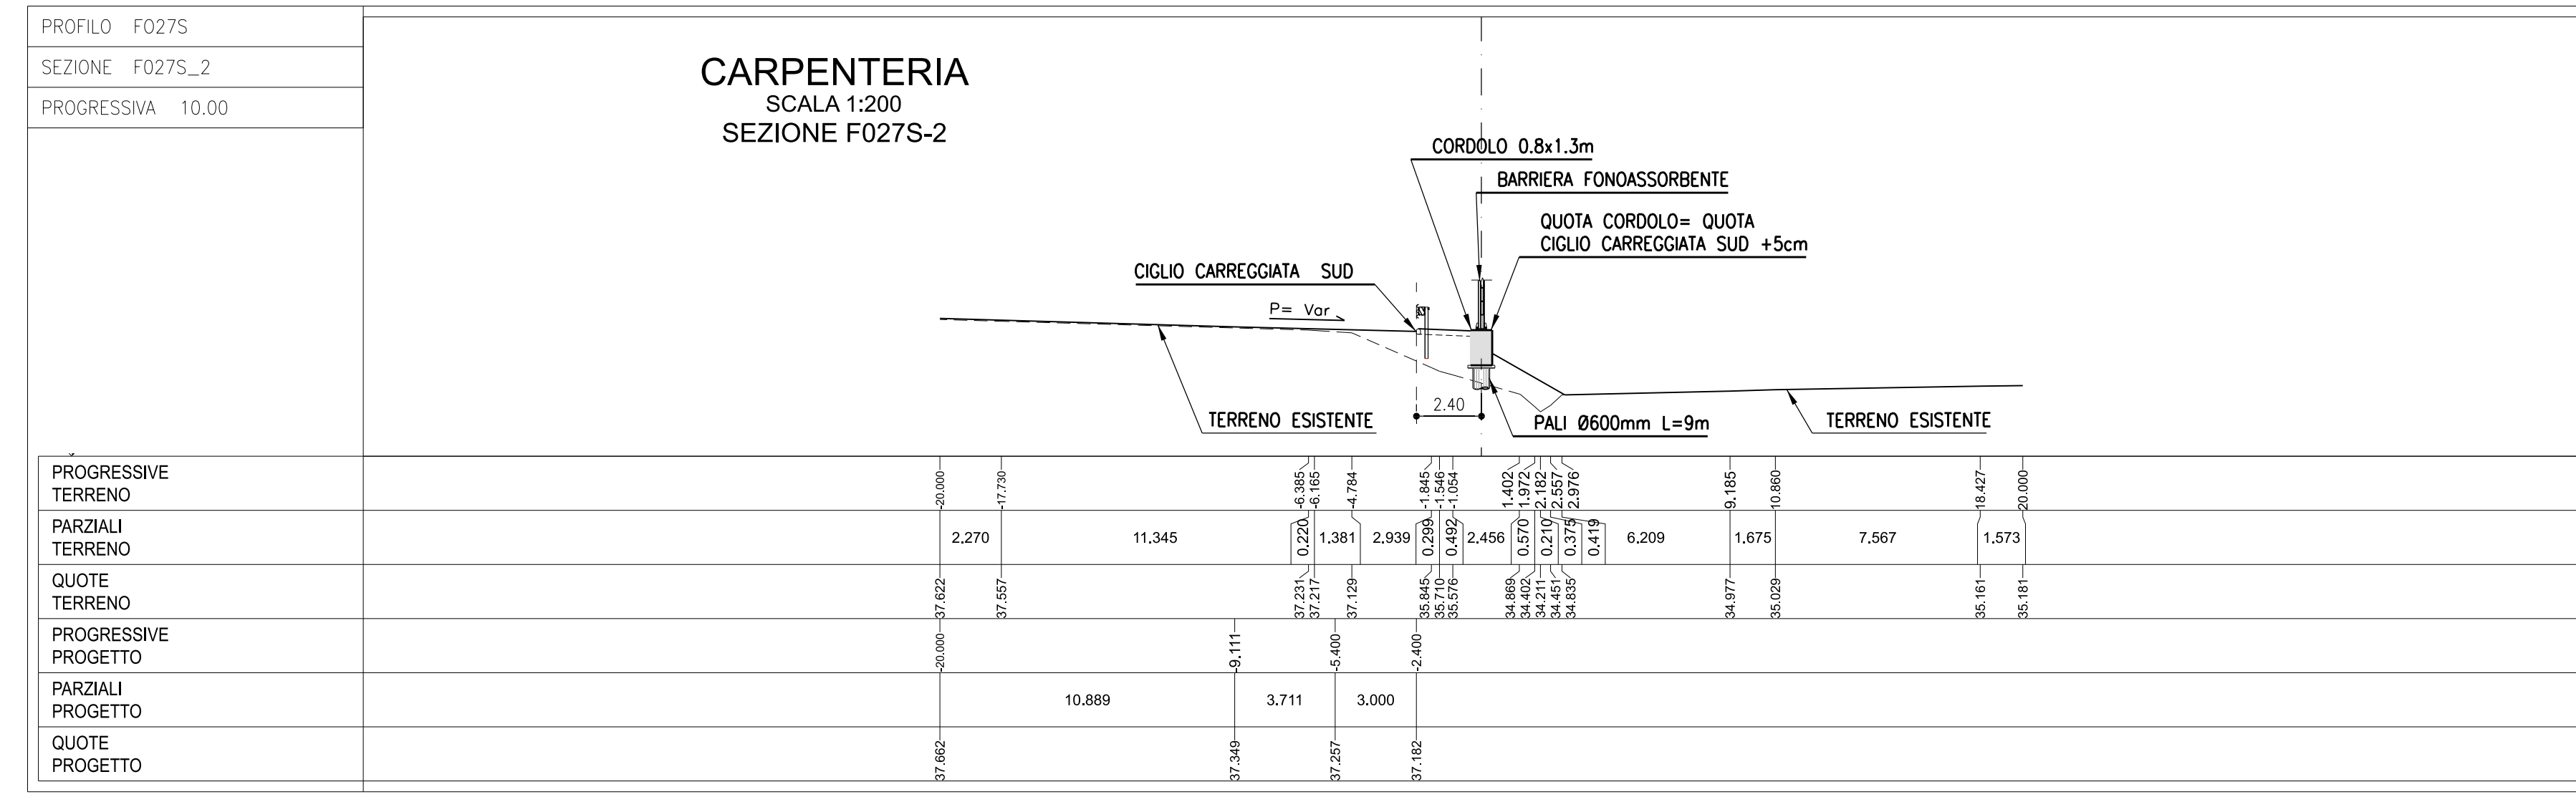 PROFILO F027S
SEZIONE F027S_2
PROGRESSIVA 10.00
CARPENTERIA
SCALA 1:200
SEZIONE F027S-2
CORDOLO 0.8x1.3m
BARRIERA FONOASSORBENTE
QUOTA CORDOLO= QUOTA
CIGLIO CARREGGIATA SUD +5cm
CIGLIO CARREGGIATA SUD
P= Var
2.40
TERRENO ESISTENTE
PALI Ø600mm L=9m
TERRENO ESISTENTE
PROGRESSIVE
TERRENO
-20.000 -17.730 -6.385 -6.165 -4.784 -1.845 -1.546 -1.054 1.402 1.972 2.182 2.557 2.976 9.185 10.860 18.427 20.000
PARZIALI
TERRENO
2.270 11.345 0.220 1.381 2.939 0.299 0.492 2.456 0.570 0.210 0.375 0.419 6.209 1.675 7.567 1.573
QUOTE
TERRENO
37.622 37.557 37.231 37.217 37.129 35.845 35.710 35.576 34.869 34.402 34.211 34.451 34.835 34.977 35.029 35.161 35.181
PROGRESSIVE
PROGETTO
-20.000 -9.111 -5.400 -2.400
PARZIALI
PROGETTO
10.889 3.711 3.000
QUOTE
PROGETTO
37.662 37.349 37.257 37.182